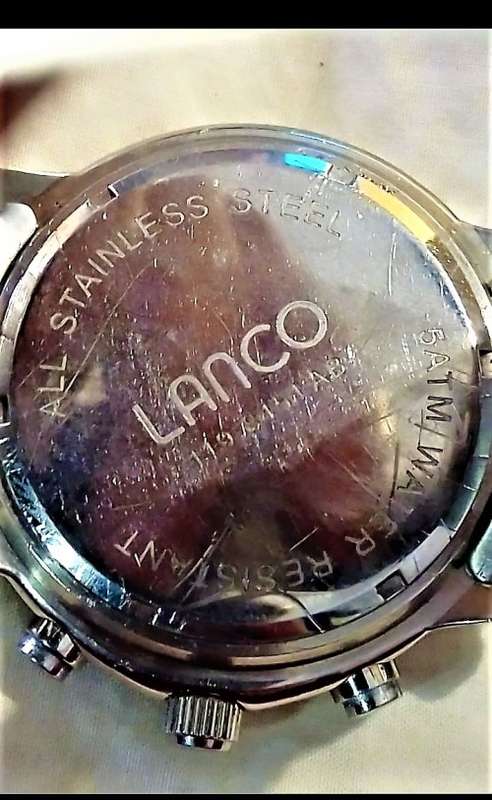 ALL STAINLESS STEEL
LANCO
5ATM/WATER RESISTANT